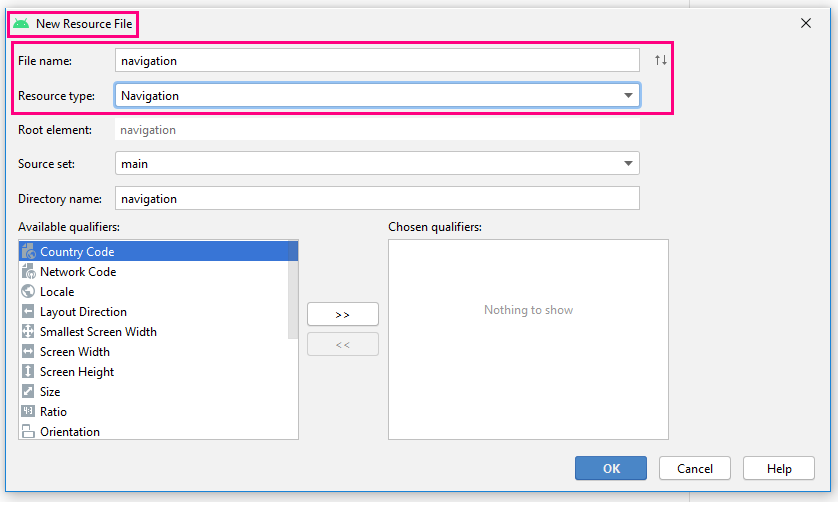 New Resource File
File name: navigation
Resource type: Navigation
Root element: navigation
Source set: main
Directory name: navigation
Available qualifiers: Chosen qualifiers:
Country Code
Network Code
Locale
Layout Direction
Smallest Screen Width
Screen Width
Screen Height
Size
Ratio
Orientation
>>
<<
Nothing to show
OK Cancel Help